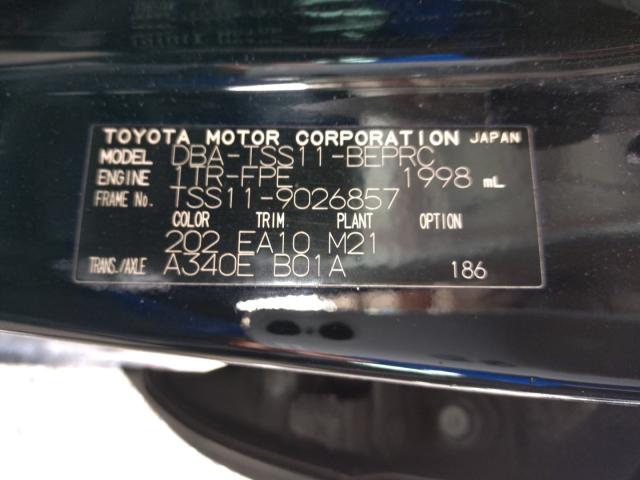 TOYOTA MOTOR CORPORATION JAPAN
MODEL DBA-TSS11-BEPRC
ENGINE 1TR-FPE 1998 mL
FRAME No. TSS11-9026857
COLOR TRIM PLANT OPTION
202 EA10 M21
TRANS./AXLE A340E B01A 186